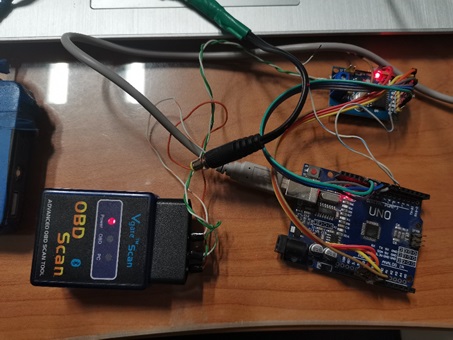 ADVANCED OBD SCAN TOOL
OBD Scan
Vgate Scan
Power
OBD
PC
UNO